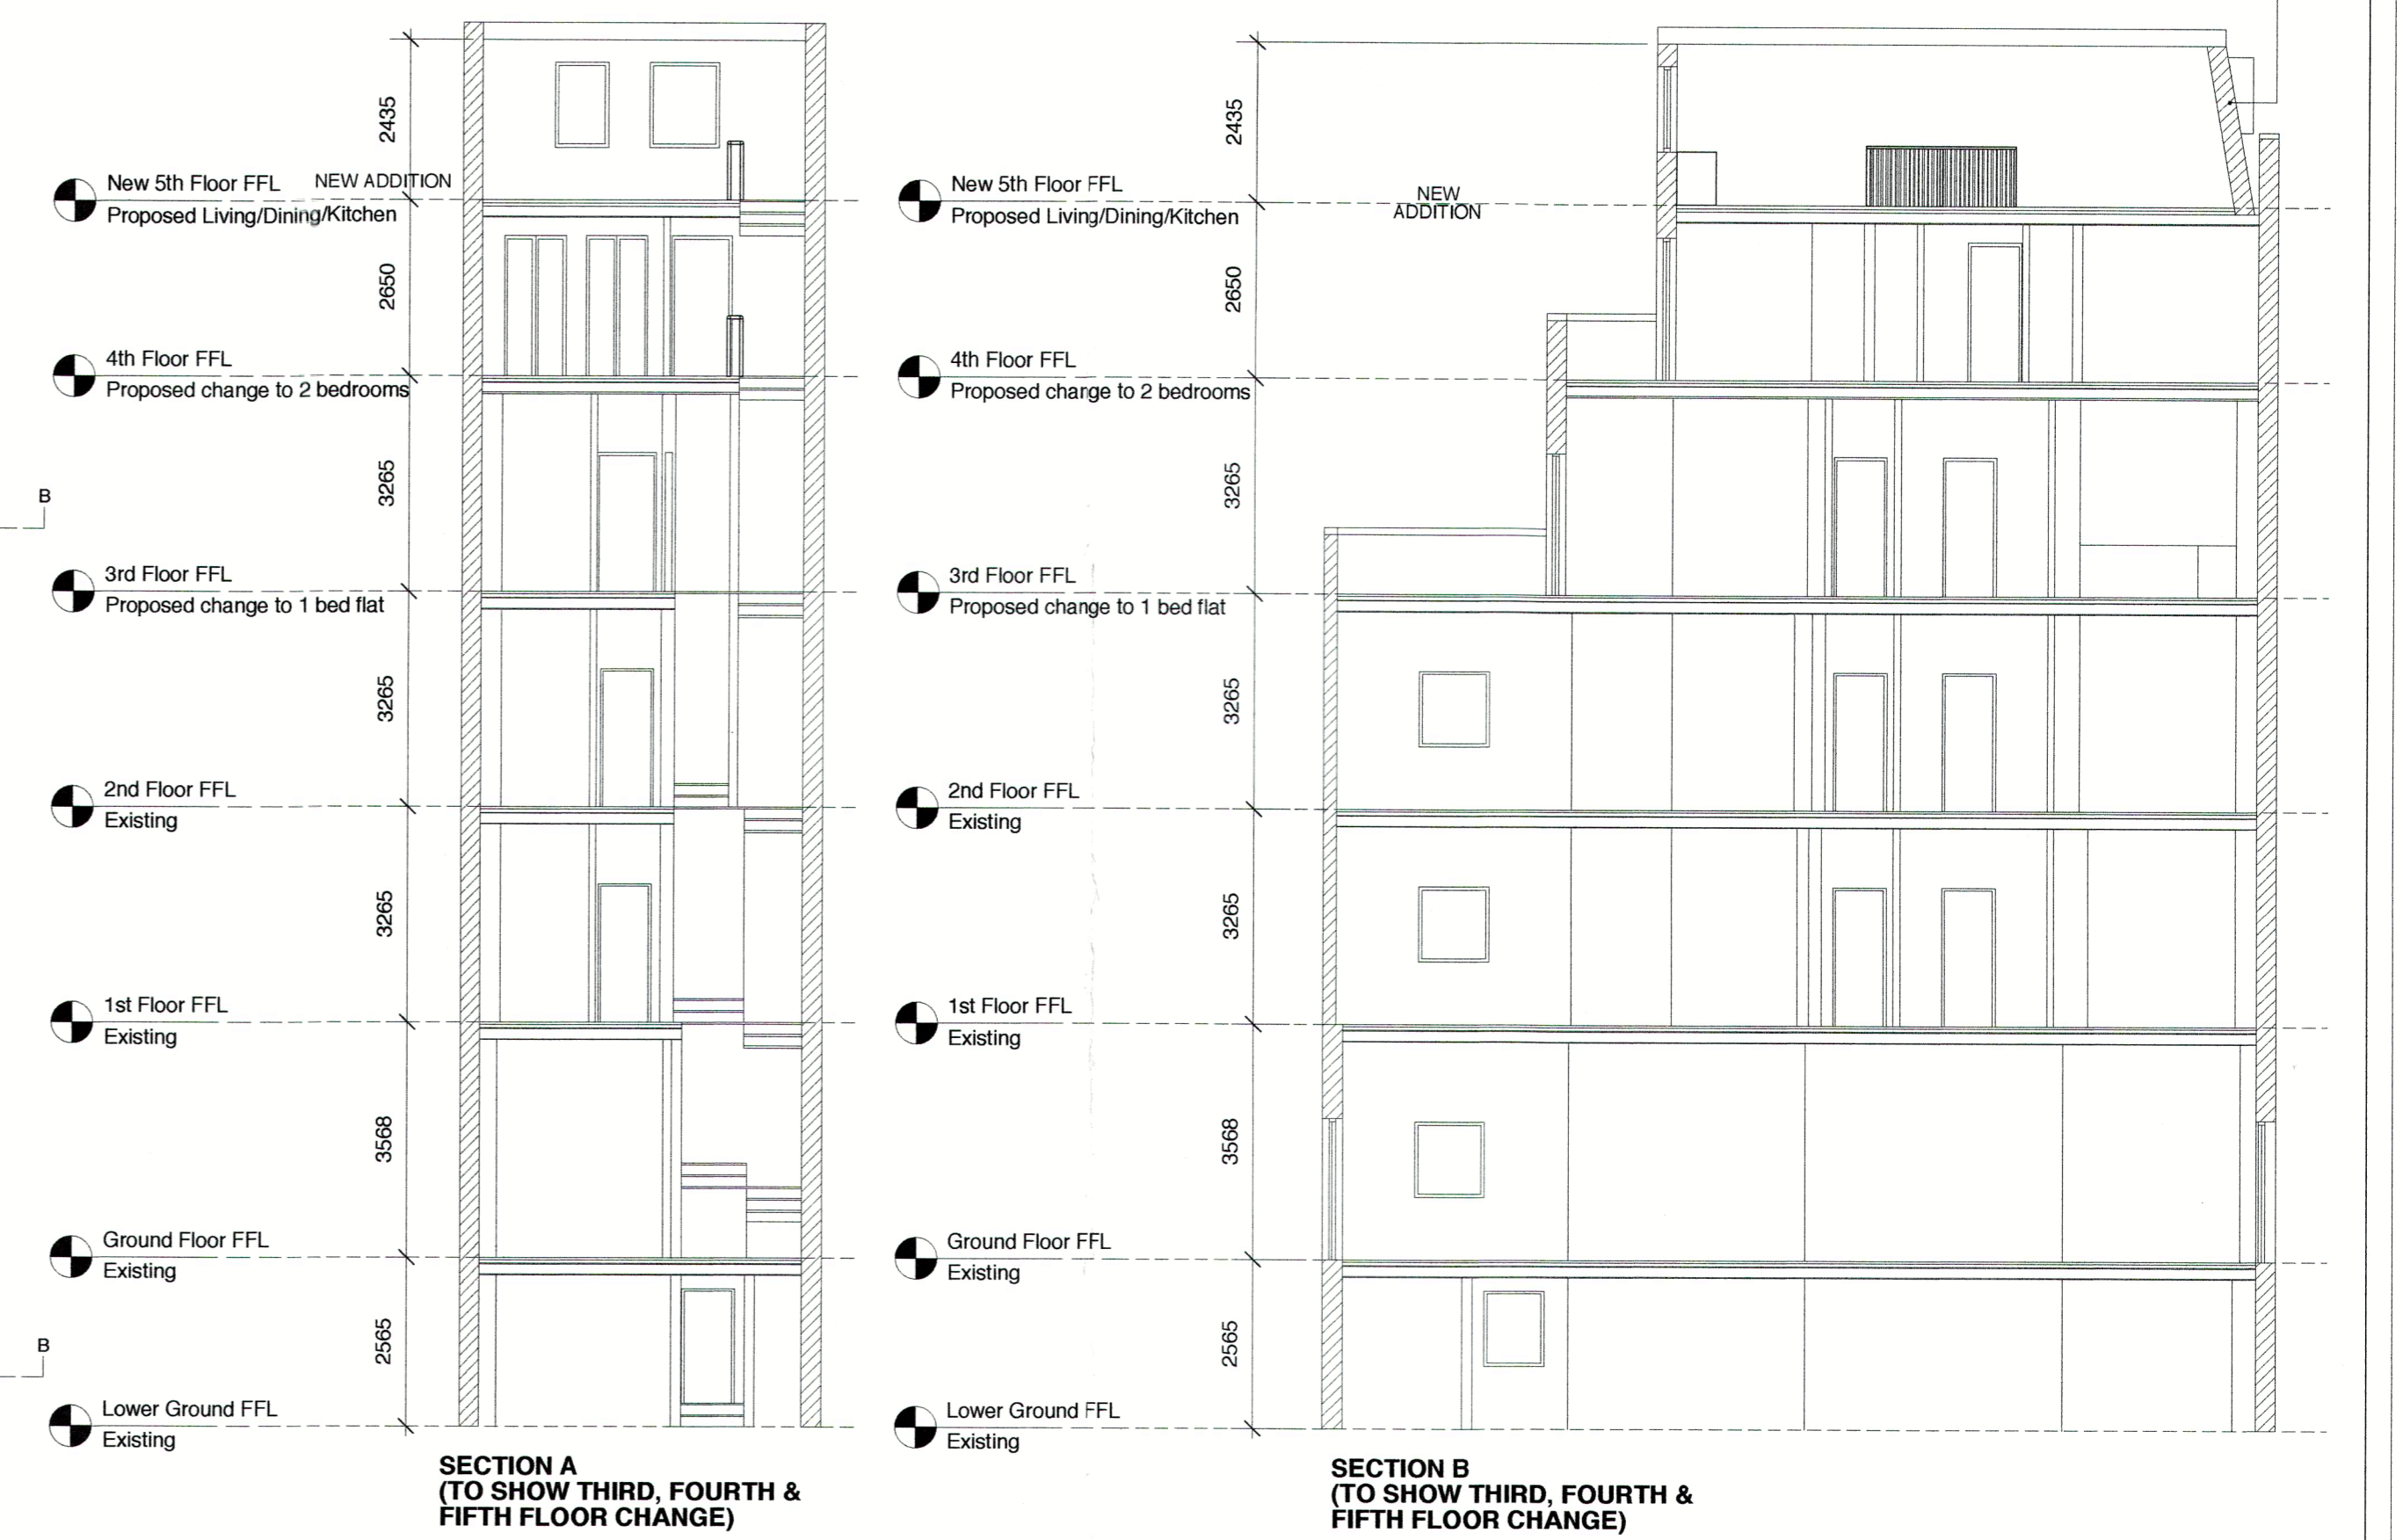 2435
New 5th Floor FFL
NEW ADDITION
Proposed Living/Dining/Kitchen
2650
4th Floor FFL
Proposed change to 2 bedrooms
3265
B
3rd Floor FFL
Proposed change to 1 bed flat
3265
2nd Floor FFL
Existing
3265
1st Floor FFL
Existing
3568
Ground Floor FFL
Existing
2565
B
Lower Ground FFL
Existing
SECTION A
(TO SHOW THIRD, FOURTH &
FIFTH FLOOR CHANGE)
2435
New 5th Floor FFL
Proposed Living/Dining/Kitchen
NEW
ADDITION
2650
4th Floor FFL
Proposed change to 2 bedrooms
3265
3rd Floor FFL
Proposed change to 1 bed flat
3265
2nd Floor FFL
Existing
3265
1st Floor FFL
Existing
3568
Ground Floor FFL
Existing
2565
Lower Ground FFL
Existing
SECTION B
(TO SHOW THIRD, FOURTH &
FIFTH FLOOR CHANGE)